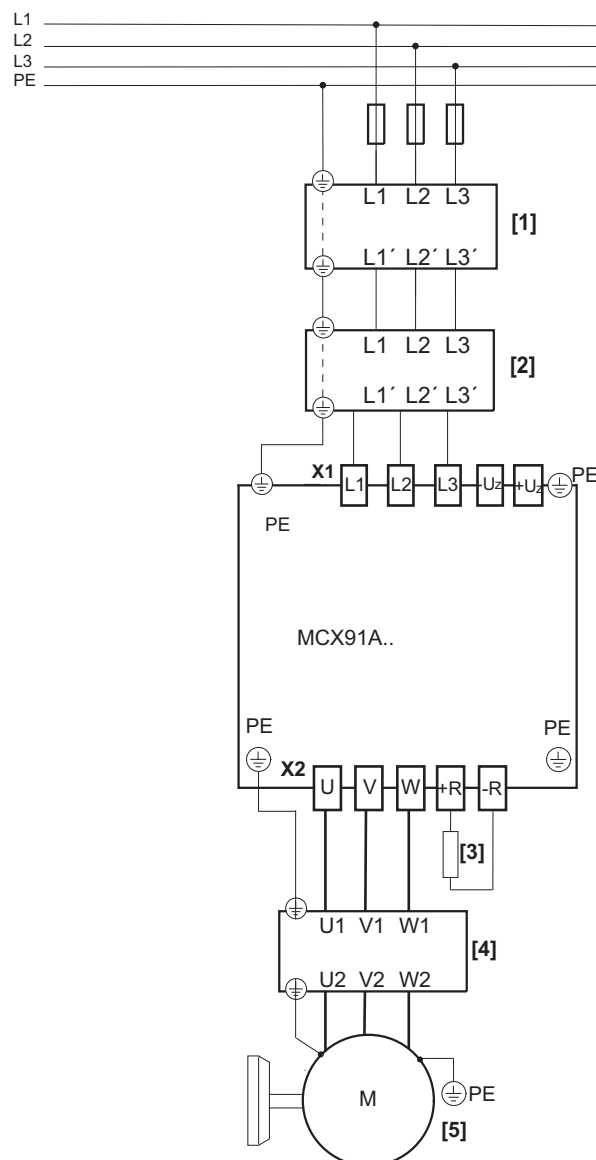 L1
L2
L3
PE
L1 L2 L3
[1]
L1´ L2´ L3´
L1 L2 L3
[2]
L1´ L2´ L3´
X1
L1 L2 L3 -Uz +Uz PE
PE
MCX91A..
PE PE
X2
U V W +R -R
[3]
U1 V1 W1
[4]
U2 V2 W2
M
PE
[5]